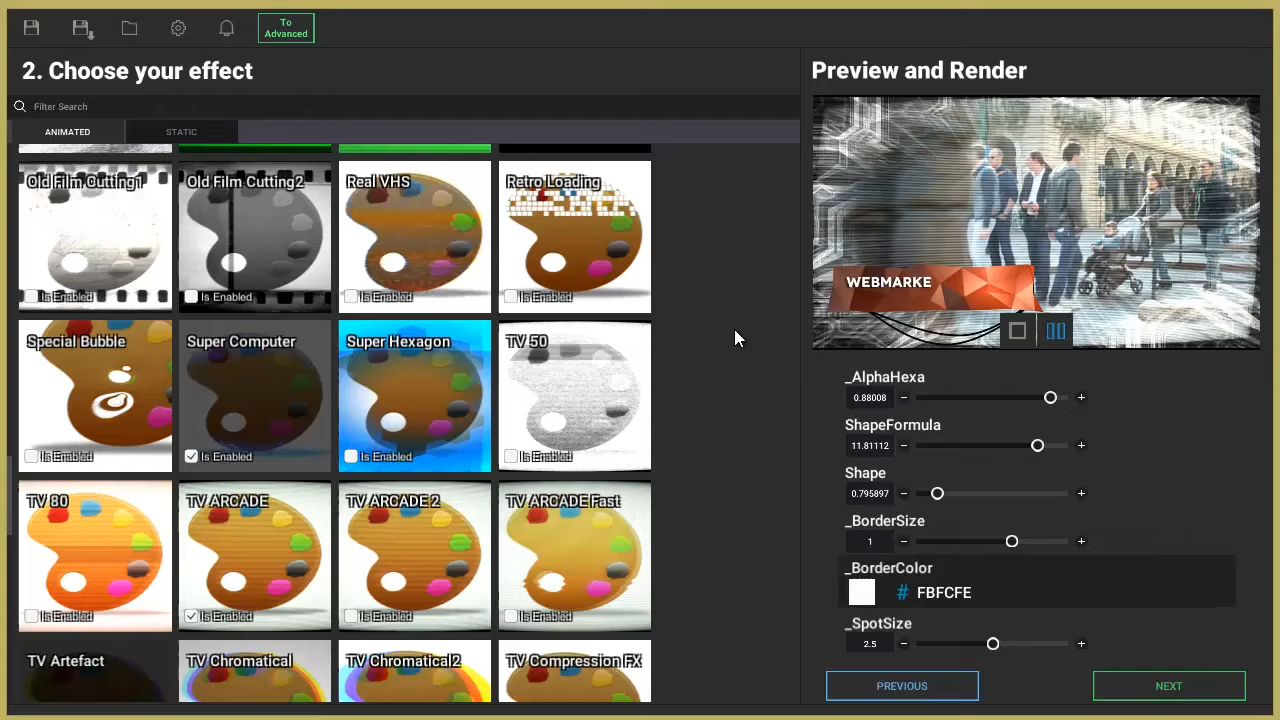 To
Advanced
2. Choose your effect
Preview and Render
Filter Search
ANIMATED
STATIC
Old Film Cutting1
Old Film Cutting2
Real VHS
Retro Loading
Is Enabled
Is Enabled
Is Enabled
Is Enabled
Special Bubble
Super Computer
Super Hexagon
TV 50
Is Enabled
Is Enabled
Is Enabled
Is Enabled
TV 80
TV ARCADE
TV ARCADE 2
TV ARCADE Fast
Is Enabled
Is Enabled
Is Enabled
Is Enabled
TV Artefact
TV Chromatical
TV Chromatical2
TV Compression FX
WEBMARKE
_AlphaHexa
0.88008
ShapeFormula
11.81112
Shape
0.795897
_BorderSize
1
_BorderColor
# FBFCFE
_SpotSize
2.5
PREVIOUS
NEXT